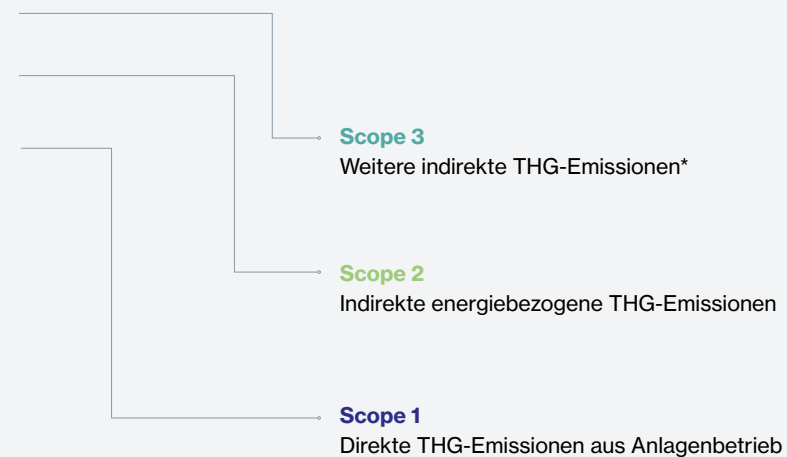 Scope 3
Weitere indirekte THG-Emissionen*
Scope 2
Indirekte energiebezogene THG-Emissionen
Scope 1
Direkte THG-Emissionen aus Anlagenbetrieb